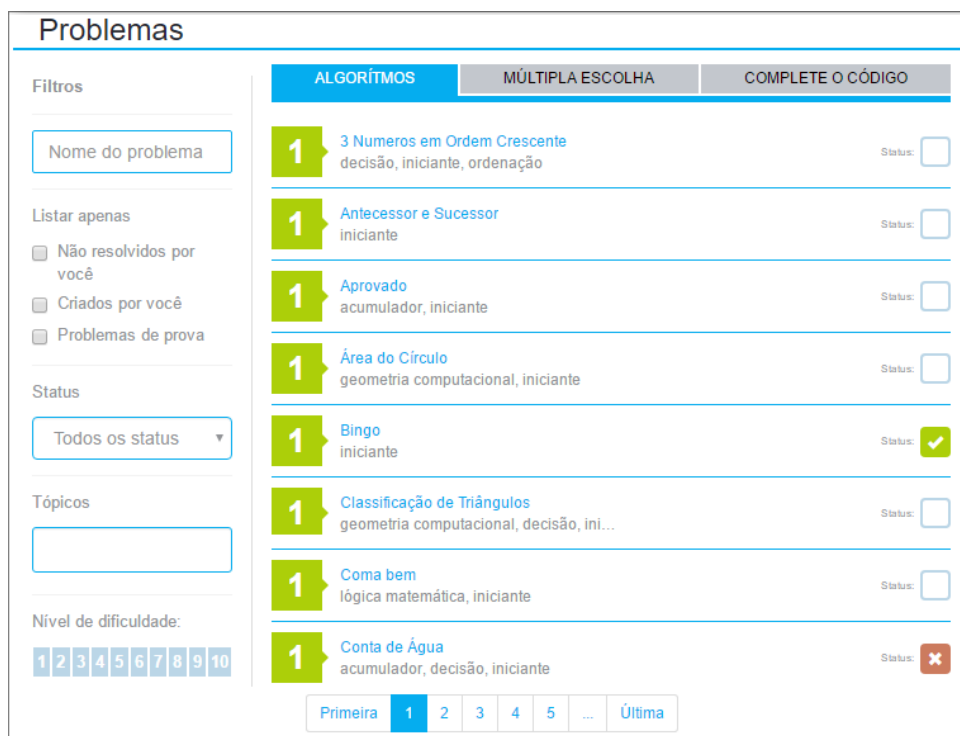 Problemas
Filtros
Nome do problema
Listar apenas
Não resolvidos por
você
Criados por você
Problemas de prova
Status
Todos os status
Tópicos
Nível de dificuldade:
1 2 3 4 5 6 7 8 9 10
ALGORÍTMOS MÚLTIPLA ESCOLHA COMPLETE O CÓDIGO
1 3 Numeros em Ordem Crescente
decisão, iniciante, ordenação
Status:
1 Antecessor e Sucessor
iniciante
Status:
1 Aprovado
acumulador, iniciante
Status:
1 Área do Círculo
geometria computacional, iniciante
Status:
1 Bingo
iniciante
Status:
1 Classificação de Triângulos
geometria computacional, decisão, ini...
Status:
1 Coma bem
lógica matemática, iniciante
Status:
1 Conta de Água
acumulador, decisão, iniciante
Status:
Primeira 1 2 3 4 5 ... Última